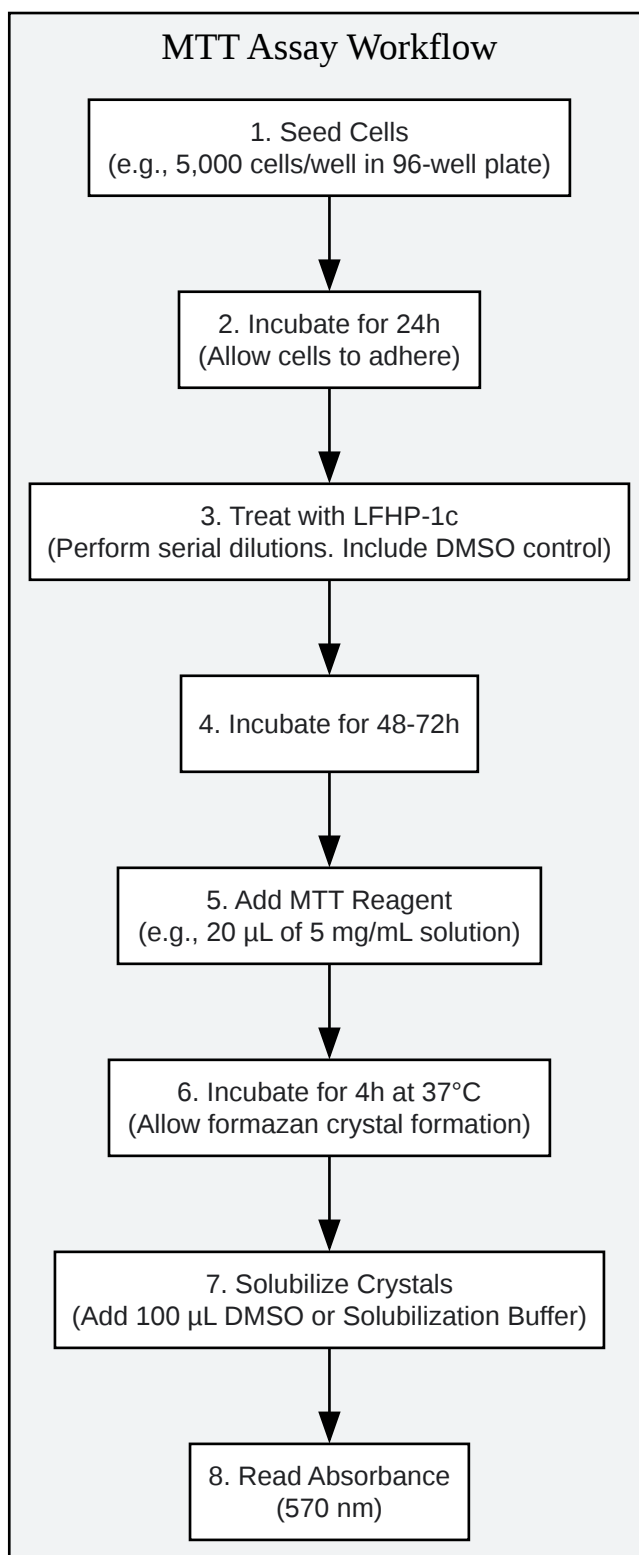 MTT Assay Workflow
1. Seed Cells
(e.g., 5,000 cells/well in 96-well plate)
2. Incubate for 24h
(Allow cells to adhere)
3. Treat with LFHP-1c
(Perform serial dilutions. Include DMSO control)
4. Incubate for 48-72h
5. Add MTT Reagent
(e.g., 20 µL of 5 mg/mL solution)
6. Incubate for 4h at 37°C
(Allow formazan crystal formation)
7. Solubilize Crystals
(Add 100 µL DMSO or Solubilization Buffer)
8. Read Absorbance
(570 nm)